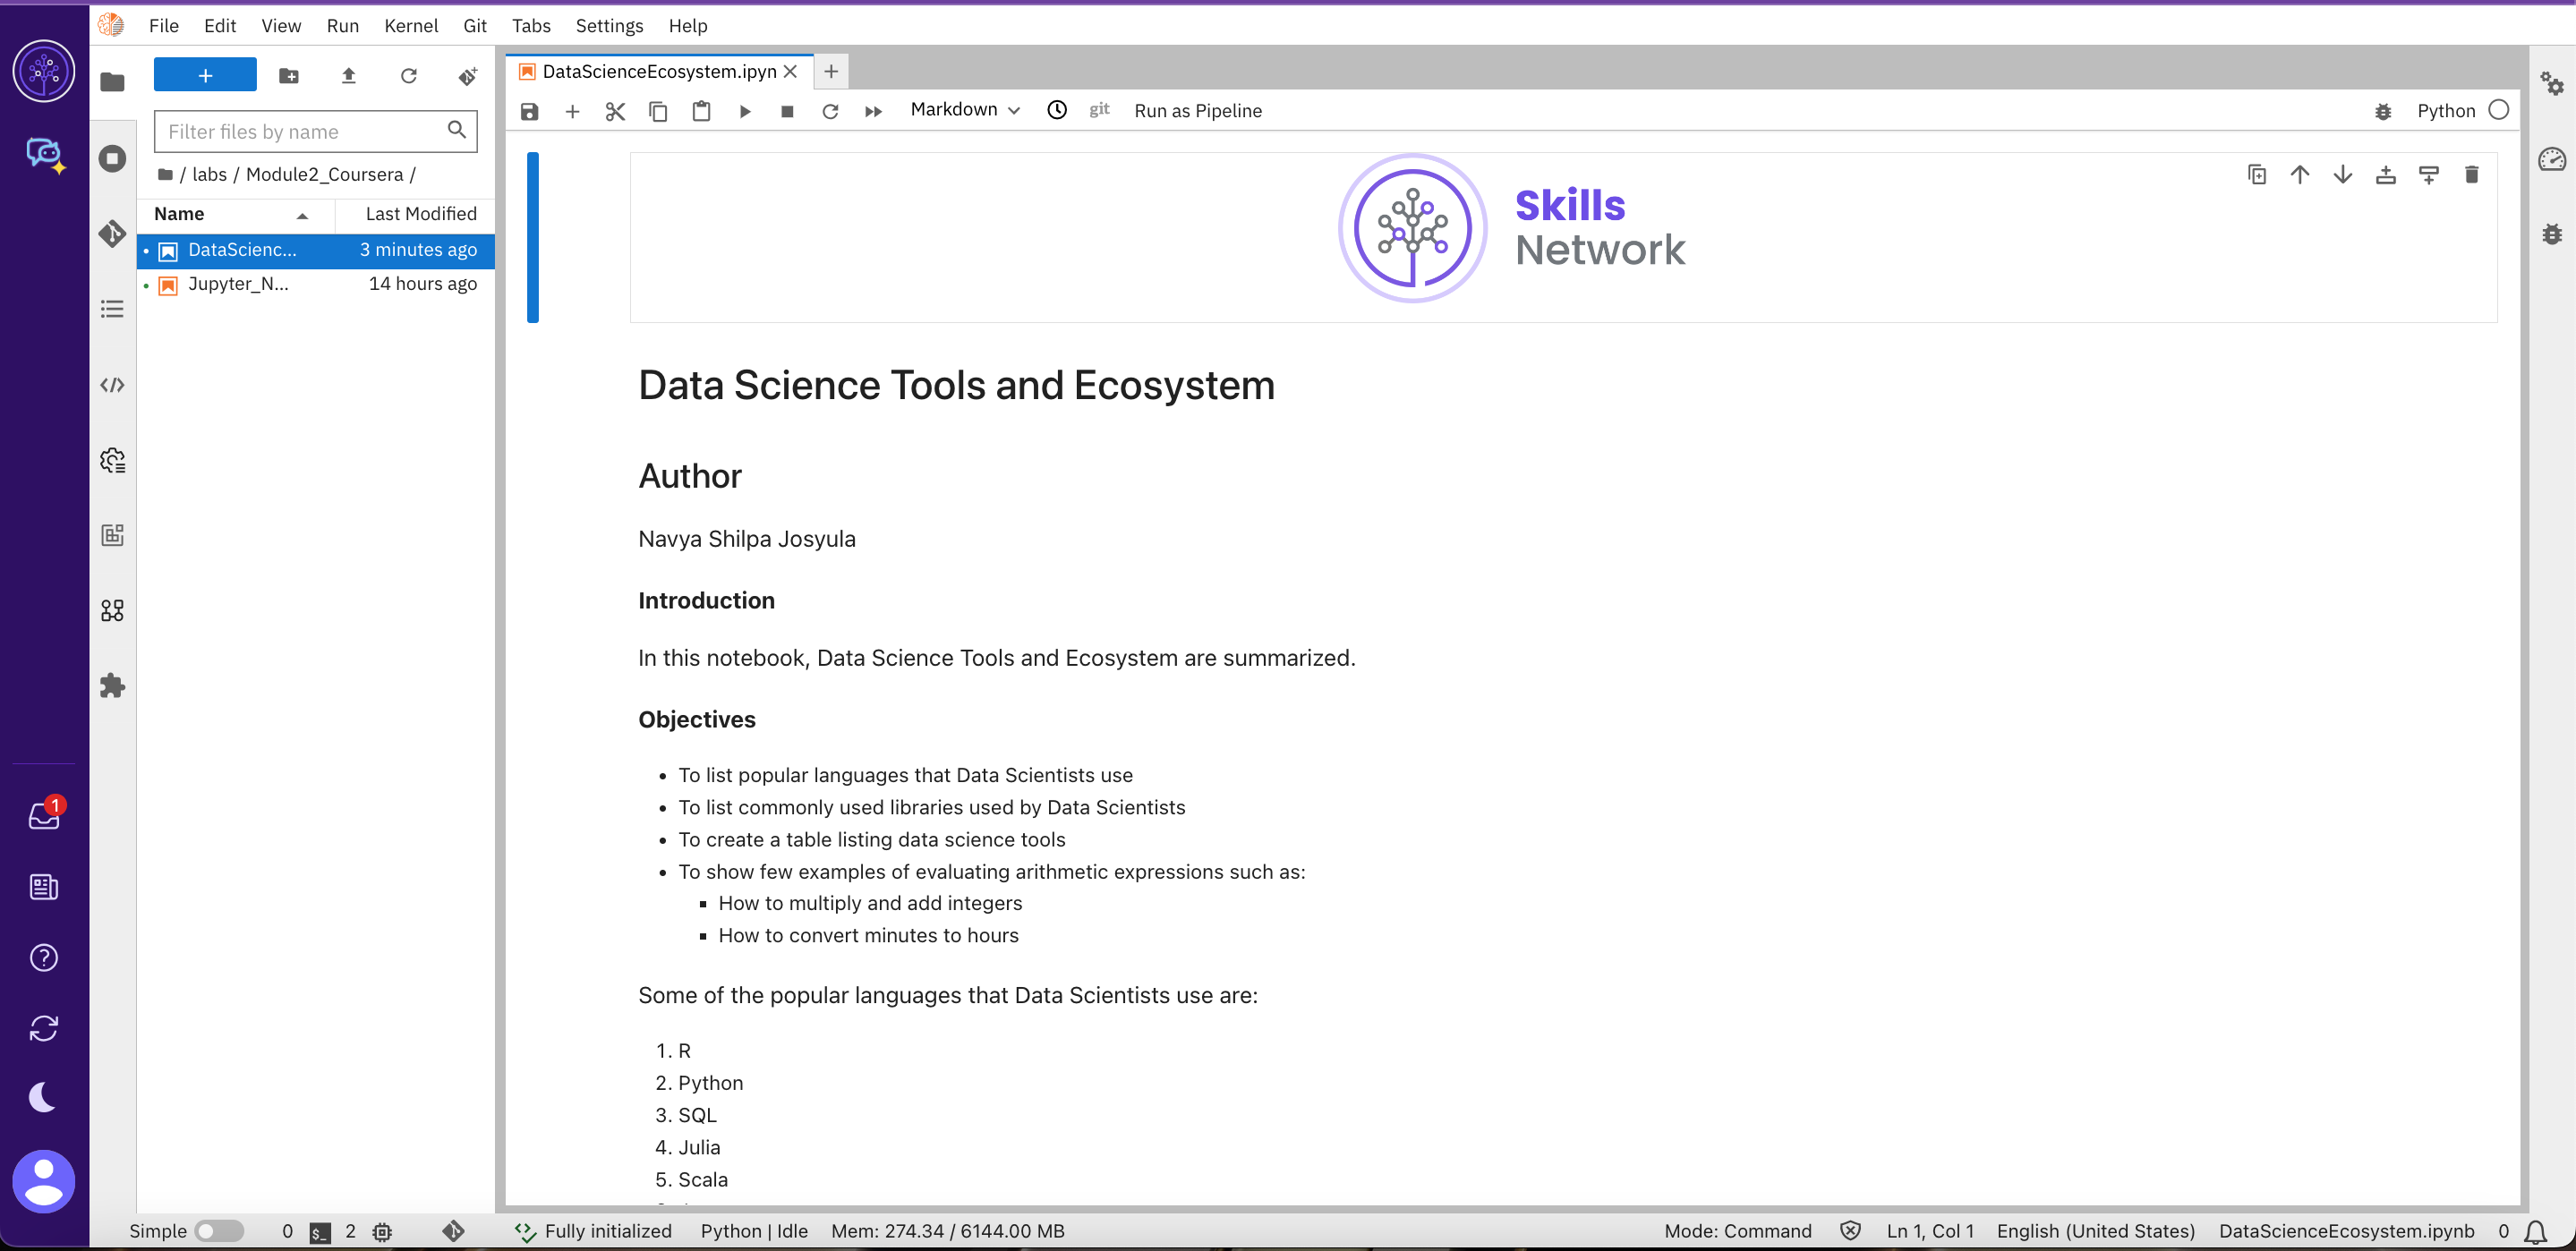 File Edit View Run Kernel Git Tabs Settings Help
DataScienceEcosystem.ipyn
Markdown git Run as Pipeline Python
Filter files by name
/ labs / Module2_Coursera /
Name Last Modified
DataScienc... 3 minutes ago
Jupyter_N... 14 hours ago
Skills
Network
Data Science Tools and Ecosystem
Author
Navya Shilpa Josyula
Introduction
In this notebook, Data Science Tools and Ecosystem are summarized.
Objectives
• To list popular languages that Data Scientists use
• To list commonly used libraries used by Data Scientists
• To create a table listing data science tools
• To show few examples of evaluating arithmetic expressions such as:
▪ How to multiply and add integers
▪ How to convert minutes to hours
Some of the popular languages that Data Scientists use are:
1. R
2. Python
3. SQL
4. Julia
5. Scala
1
Simple 0 $_ 2 Fully initialized Python | Idle Mem: 274.34 / 6144.00 MB Mode: Command Ln 1, Col 1 English (United States) DataScienceEcosystem.ipynb 0